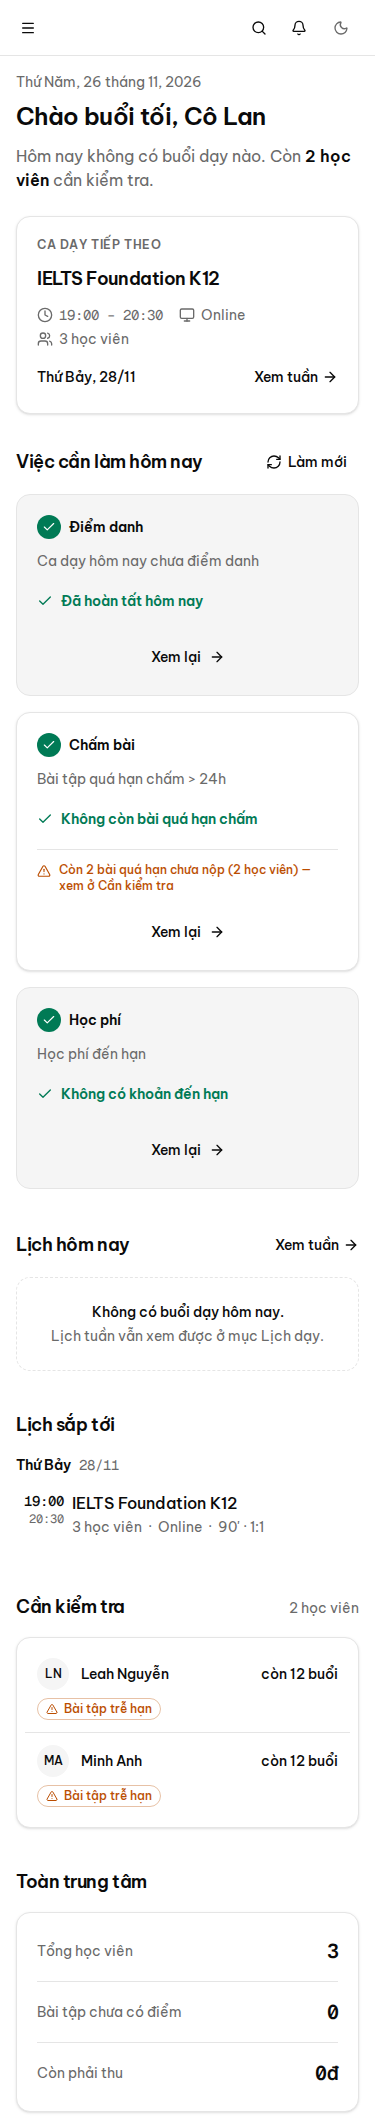 Thứ Năm, 26 tháng 11, 2026
Chào buổi tối, Cô Lan
Hôm nay không có buổi dạy nào. Còn 2 học
viên cần kiểm tra.
CA DẠY TIẾP THEO
IELTS Foundation K12
19:00 – 20:30 Online
3 học viên
Thứ Bảy, 28/11 Xem tuần →
Việc cần làm hôm nay Làm mới
Điểm danh
Ca dạy hôm nay chưa điểm danh
Đã hoàn tất hôm nay
Xem lại →
Chấm bài
Bài tập quá hạn chấm > 24h
Không còn bài quá hạn chấm
Còn 2 bài quá hạn chưa nộp (2 học viên) —
xem ở Cần kiểm tra
Xem lại →
Học phí
Học phí đến hạn
Không có khoản đến hạn
Xem lại →
Lịch hôm nay Xem tuần →
Không có buổi dạy hôm nay.
Lịch tuần vẫn xem được ở mục Lịch dạy.
Lịch sắp tới
Thứ Bảy 28/11
19:00 IELTS Foundation K12
20:30 3 học viên · Online · 90' · 1:1
Cần kiểm tra 2 học viên
LN Leah Nguyễn còn 12 buổi
Bài tập trễ hạn
MA Minh Anh còn 12 buổi
Bài tập trễ hạn
Toàn trung tâm
Tổng học viên 3
Bài tập chưa có điểm 0
Còn phải thu 0đ